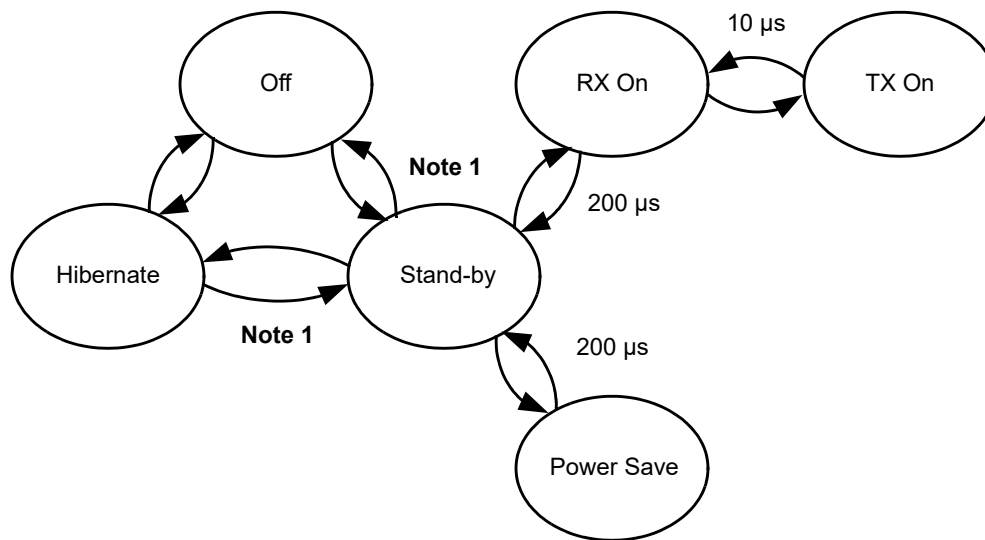 10 µs
Off
RX On
TX On
Note 1
200 µs
Hibernate
Stand-by
Note 1
200 µs
Power Save